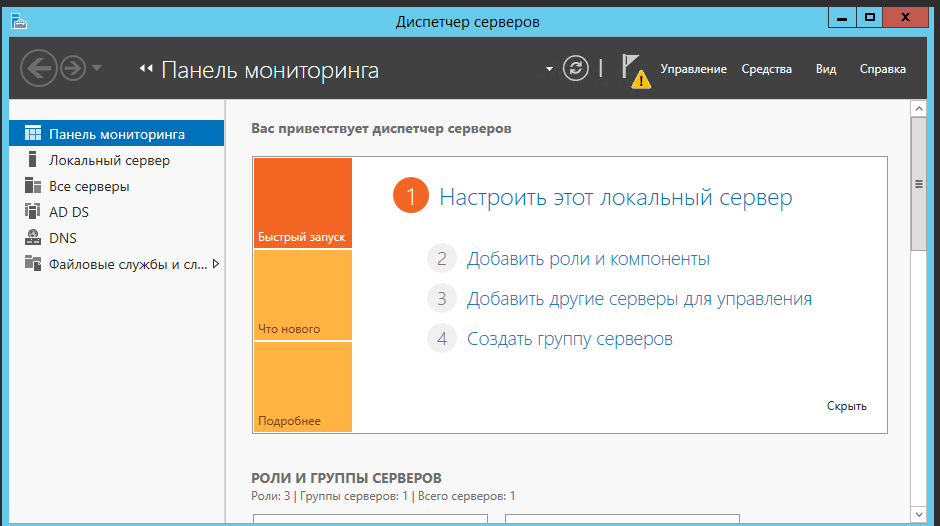 Диспетчер серверов
Панель мониторинга
Управление Средства Вид Справка
Панель мониторинга
Локальный сервер
Все серверы
AD DS
DNS
Файловые службы и сл...
Вас приветствует диспетчер серверов
Быстрый запуск
Что нового
Подробнее
1 Настроить этот локальный сервер
2 Добавить роли и компоненты
3 Добавить другие серверы для управления
4 Создать группу серверов
Скрыть
РОЛИ И ГРУППЫ СЕРВЕРОВ
Роли: 3 | Группы серверов: 1 | Всего серверов: 1